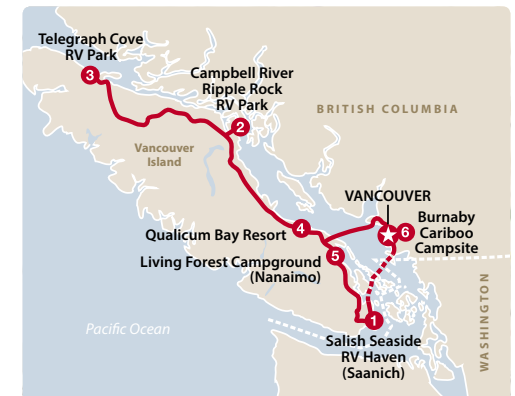 Telegraph Cove
RV Park
3
Campbell River
Ripple Rock
RV Park
2
BRITISH COLUMBIA
Vancouver
Island
VANCOUVER
6
Burnaby
Cariboo
Campsite
4
Qualicum Bay Resort
5
Living Forest Campground
(Nanaimo)
WASHINGTON
Pacific Ocean
1
Salish Seaside
RV Haven
(Saanich)